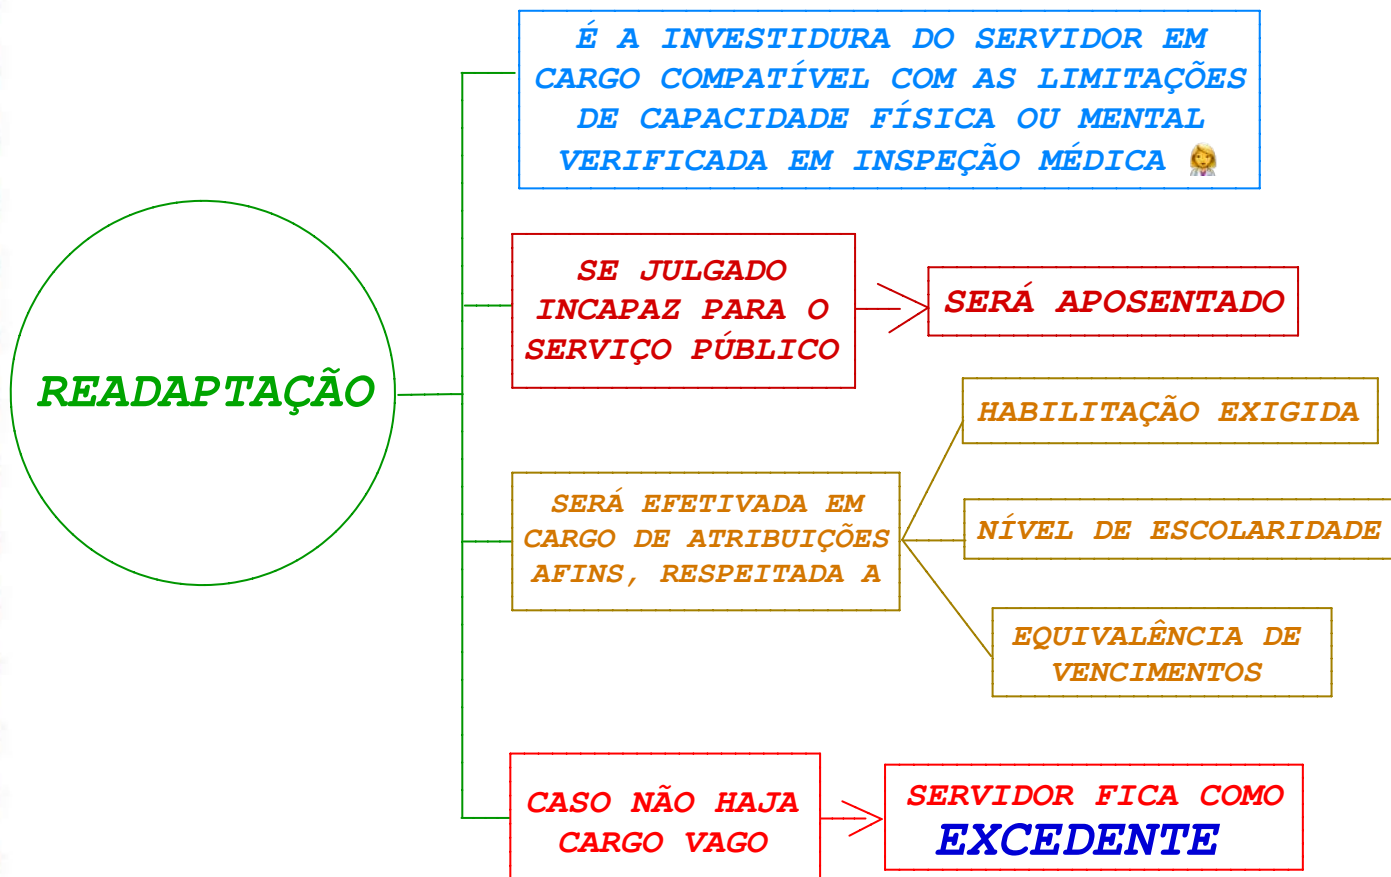 READAPTAÇÃO
É A INVESTIDURA DO SERVIDOR EM
CARGO COMPATÍVEL COM AS LIMITAÇÕES
DE CAPACIDADE FÍSICA OU MENTAL
VERIFICADA EM INSPEÇÃO MÉDICA 👩‍⚕️
SE JULGADO
INCAPAZ PARA O
SERVIÇO PÚBLICO
SERÁ APOSENTADO
SERÁ EFETIVADA EM
CARGO DE ATRIBUIÇÕES
AFINS, RESPEITADA A
HABILITAÇÃO EXIGIDA
NÍVEL DE ESCOLARIDADE
EQUIVALÊNCIA DE
VENCIMENTOS
CASO NÃO HAJA
CARGO VAGO
SERVIDOR FICA COMO
EXCEDENTE